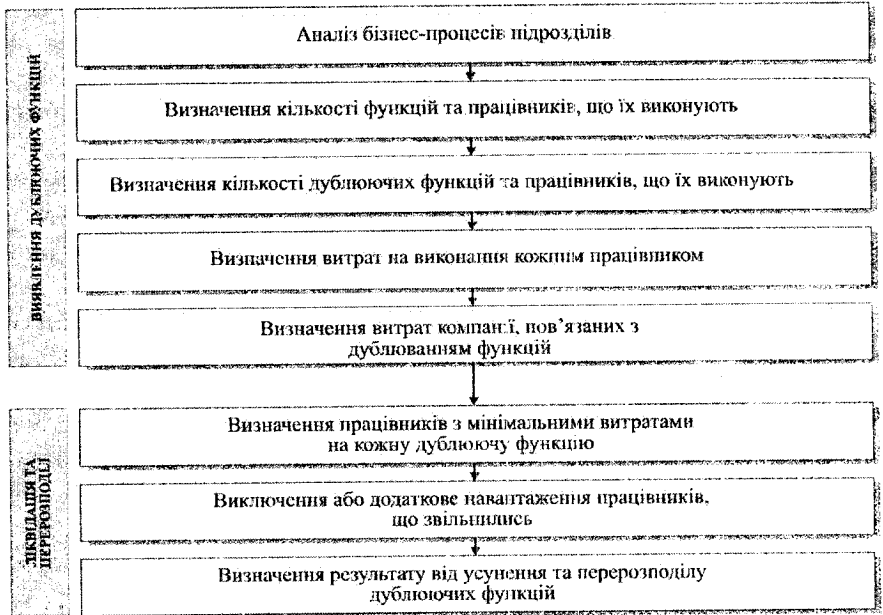 ВИЯВЛЕННЯ ДУБЛЮЮЧИХ ФУНКЦІЙ
Аналіз бізнес-процесів підрозділів
Визначення кількості функцій та працівників, що їх виконують
Визначення кількості дублюючих функцій та працівників, що їх виконують
Визначення витрат на виконання кожним працівником
Визначення витрат компанії, пов’язаних з
дублюванням функцій
ЛІКВІДАЦІЯ ТА
ПЕРЕРОЗПОДІЛ
Визначення працівників з мінімальними витратами
на кожну дублюючу функцію
Виключення або додаткове навантаження працівників,
що звільнились
Визначення результату від усунення та перерозподілу
дублюючих функцій